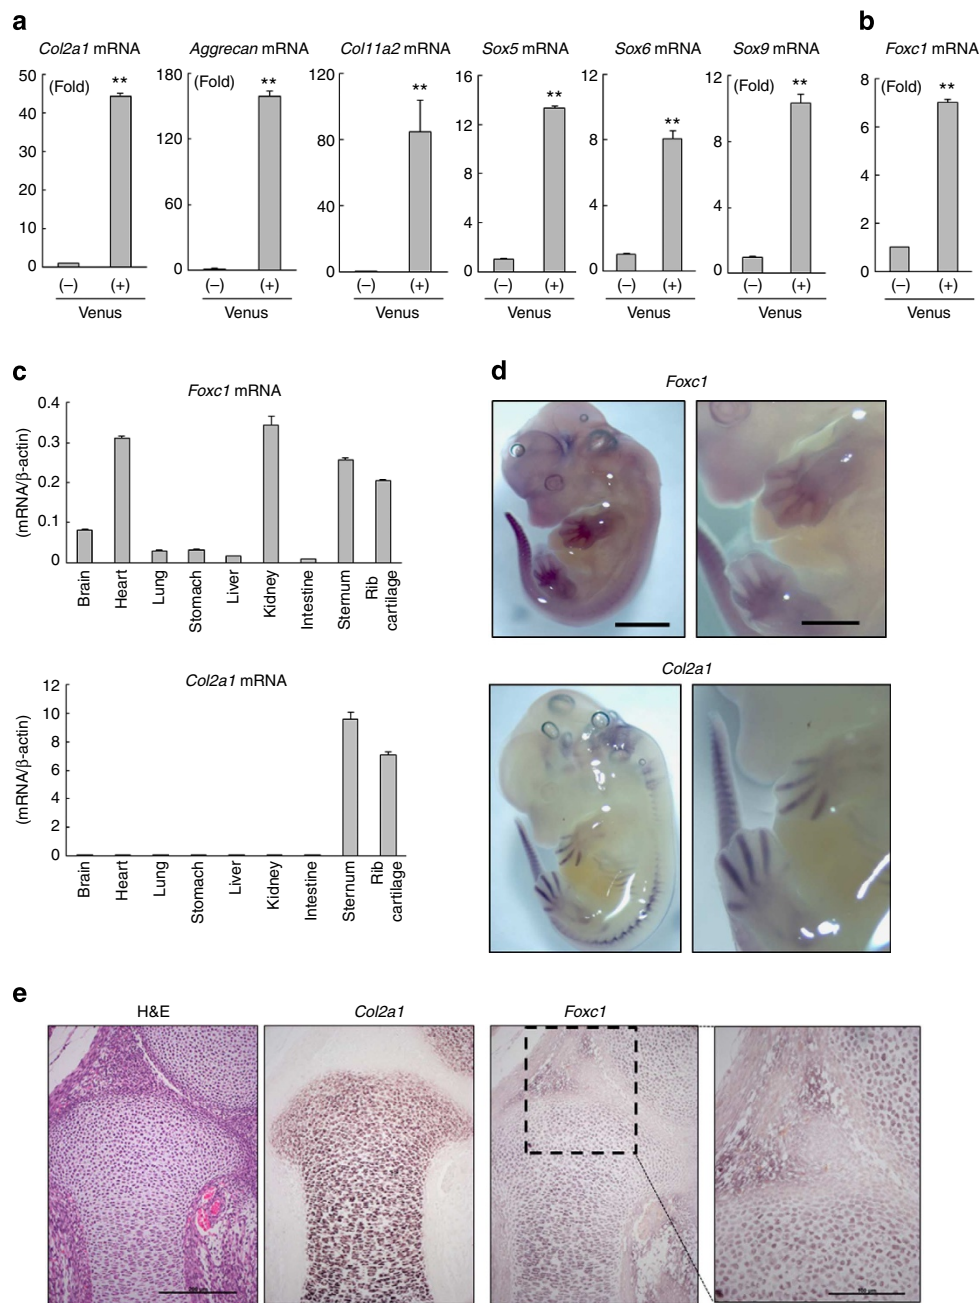 a
b
Col2a1 mRNA
Aggrecan mRNA
Col11a2 mRNA
Sox5 mRNA
Sox6 mRNA
Sox9 mRNA
Foxc1 mRNA
50
40
30
20
10
0
(Fold)
**
(–) (+)
Venus
180
120
60
0
(Fold)
**
(–) (+)
Venus
120
80
40
0
**
(–) (+)
Venus
16
12
8
4
0
**
(–) (+)
Venus
12
8
4
0
**
(–) (+)
Venus
12
8
4
0
(Fold)
**
(–) (+)
Venus
8
6
4
2
0
(Fold)
**
(–) (+)
Venus
c
Foxc1 mRNA
(mRNA/β-actin)
0.4
0.3
0.2
0.1
0
Brain
Heart
Lung
Stomach
Liver
Kidney
Intestine
Sternum
Rib
cartilage
Col2a1 mRNA
(mRNA/β-actin)
12
10
8
6
4
2
0
Brain
Heart
Lung
Stomach
Liver
Kidney
Intestine
Sternum
Rib
cartilage
d
Foxc1
Col2a1
e
H&E
Col2a1
Foxc1